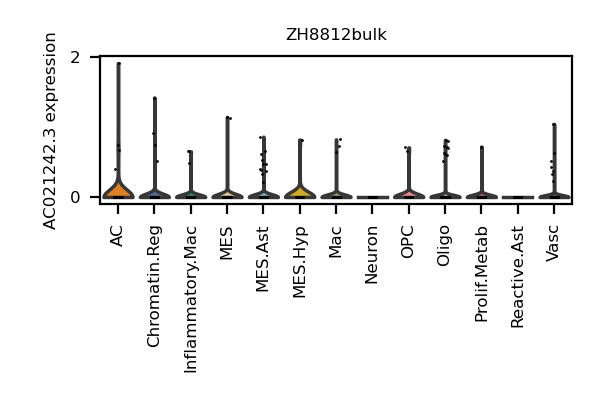 ZH8812bulk
AC021242.3 expression
2
0
AC
Chromatin.Reg
Inflammatory.Mac
MES
MES.Ast
MES.Hyp
Mac
Neuron
OPC
Oligo
Prolif.Metab
Reactive.Ast
Vasc